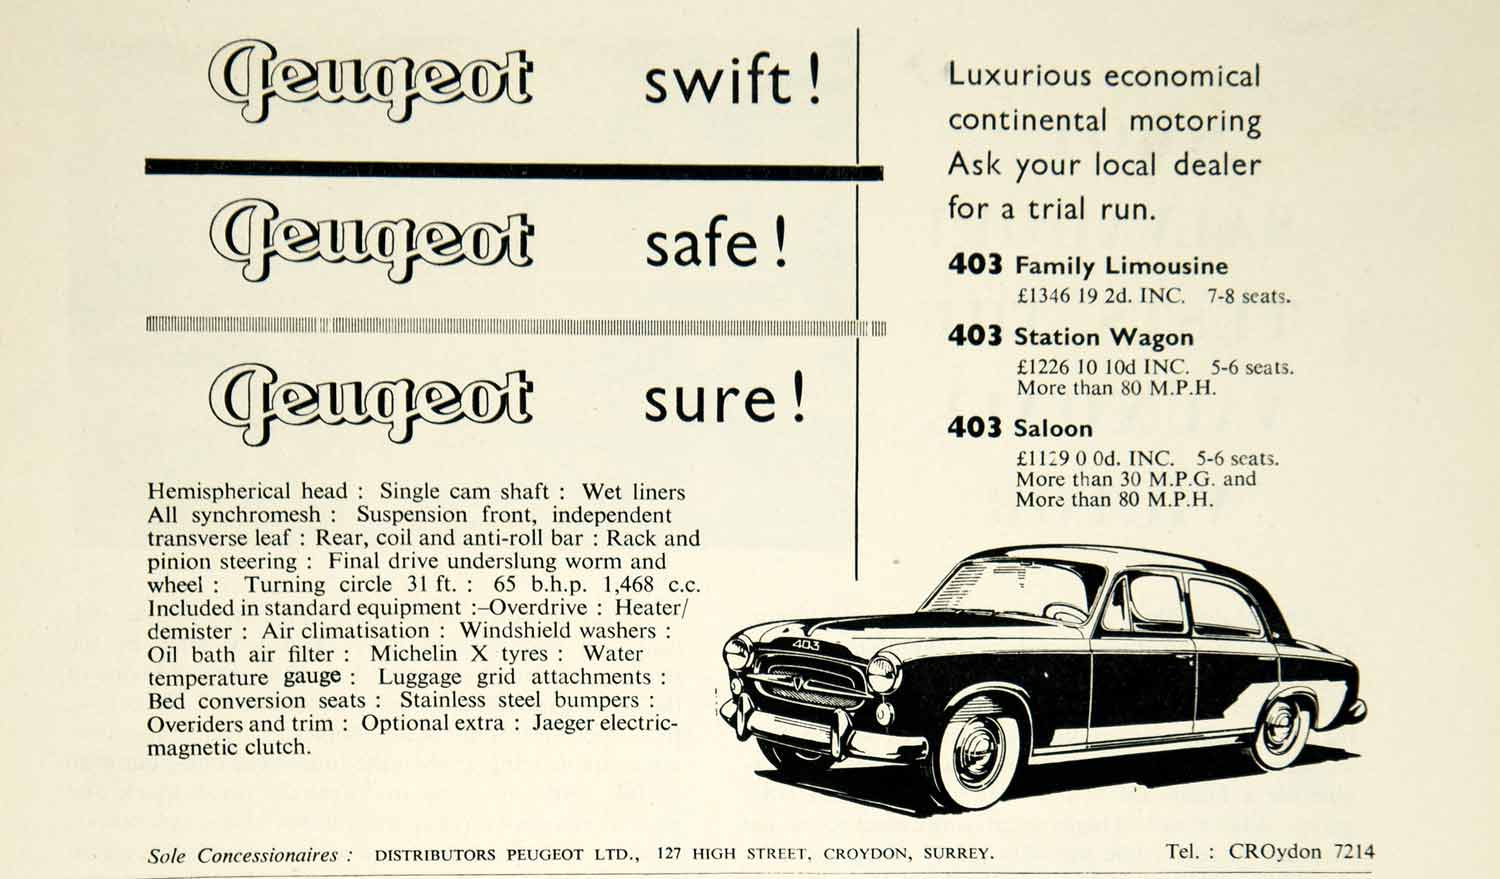 Peugeot swift !
Peugeot safe !
Peugeot sure !
Hemispherical head : Single cam shaft : Wet liners
All synchromesh : Suspension front, independent
transverse leaf : Rear, coil and anti-roll bar : Rack and
pinion steering : Final drive underslung worm and
wheel : Turning circle 31 ft. : 65 b.h.p. 1,468 c.c.
Included in standard equipment :–Overdrive : Heater/
demister : Air climatisation : Windshield washers :
Oil bath air filter : Michelin X tyres : Water
temperature gauge : Luggage grid attachments :
Bed conversion seats : Stainless steel bumpers :
Overiders and trim : Optional extra : Jaeger electric-
magnetic clutch.
Luxurious economical
continental motoring
Ask your local dealer
for a trial run.
403 Family Limousine
£1346 19 2d. INC. 7-8 seats.
403 Station Wagon
£1226 10 10d INC. 5-6 seats.
More than 80 M.P.H.
403 Saloon
£1129 0 0d. INC. 5-6 seats.
More than 30 M.P.G. and
More than 80 M.P.H.
403
Sole Concessionaires : DISTRIBUTORS PEUGEOT LTD., 127 HIGH STREET, CROYDON, SURREY. Tel. : CROydon 7214